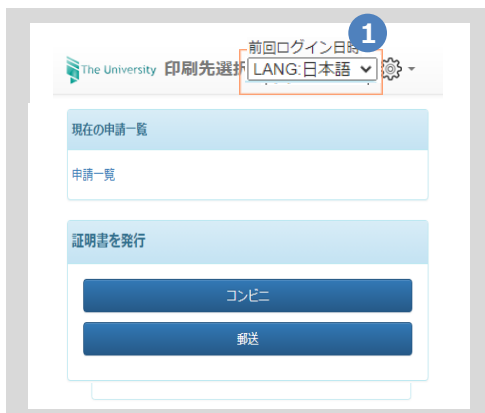 1
前回ログイン日時
The University 印刷先選択 LANG:日本語
現在の申請一覧
申請一覧
証明書を発行
コンビニ
郵送